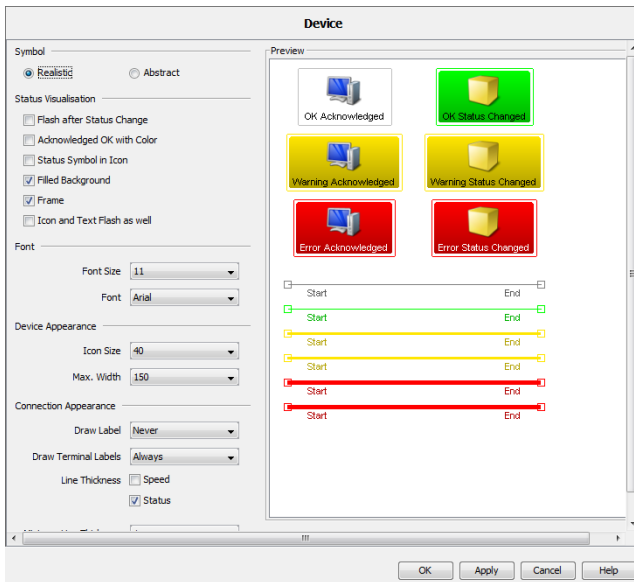 Device
Symbol
Realistic
Abstract
Status Visualisation
Flash after Status Change
Acknowledged OK with Color
Status Symbol in Icon
Filled Background
Frame
Icon and Text Flash as well
Font
Font Size 11
Font Arial
Device Appearance
Icon Size 40
Max. Width 150
Connection Appearance
Draw Label Never
Draw Terminal Labels Always
Line Thickness Speed
Status
Preview
OK Acknowledged
OK Status Changed
Warning Acknowledged
Warning Status Changed
Error Acknowledged
Error Status Changed
Start End
Start End
Start End
Start End
Start End
Start End
OK Apply Cancel Help